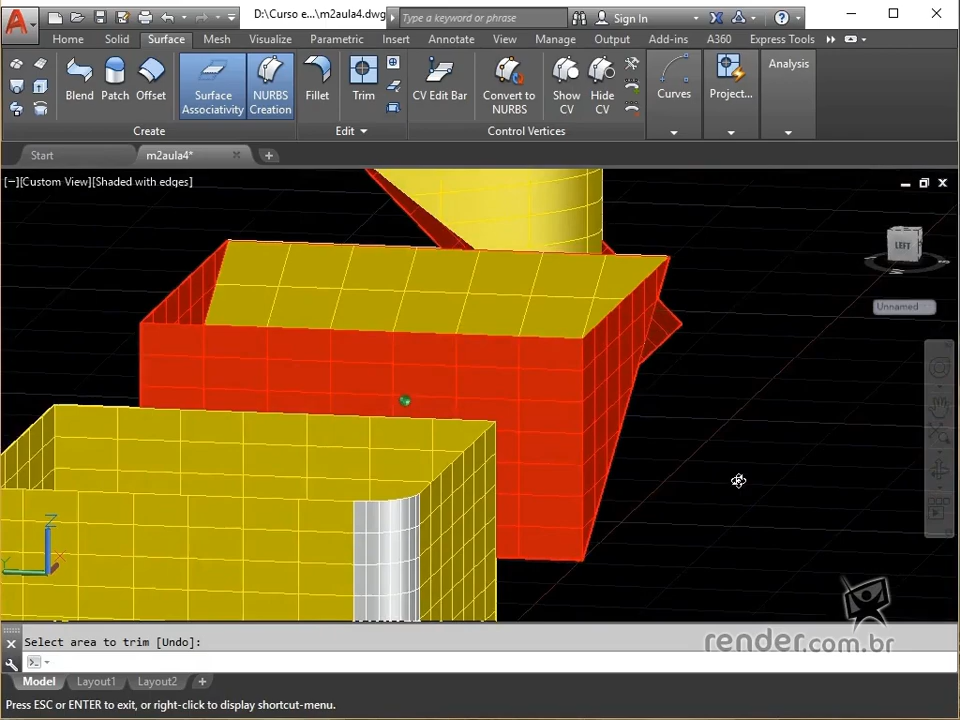 D:\Curso e...\m2aula4.dwg
Type a keyword or phrase
Sign In
Home Solid Surface Mesh Visualize Parametric Insert Annotate View Manage Output Add-ins A360 Express Tools
Blend
Patch
Offset
Surface
Associativity
NURBS
Creation
Fillet
Trim
CV Edit Bar
Convert to
NURBS
Show
CV
Hide
CV
Curves
Project...
Analysis
Create
Edit
Control Vertices
Start
m2aula4*
[−][Custom View][Shaded with edges]
LEFT
Unnamed
Z
Y
X
render.com.br
Select area to trim [Undo]:
Model Layout1 Layout2
Press ESC or ENTER to exit, or right-click to display shortcut-menu.